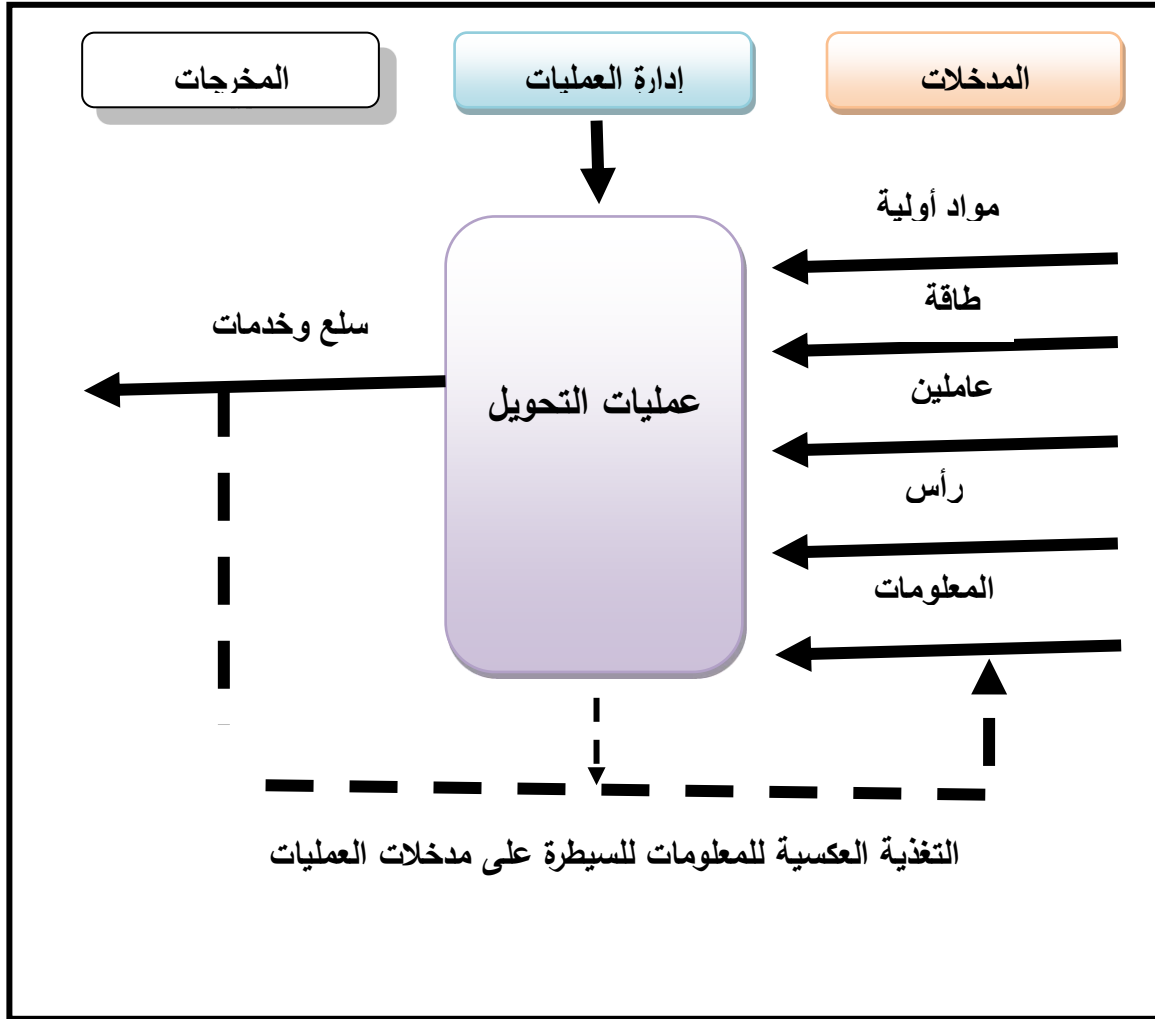 المدخلات
إدارة العمليات
المخرجات
مواد أولية
طاقة
عاملين
رأس
المعلومات
عمليات التحويل
سلع وخدمات
التغذية العكسية للمعلومات للسيطرة على مدخلات العمليات